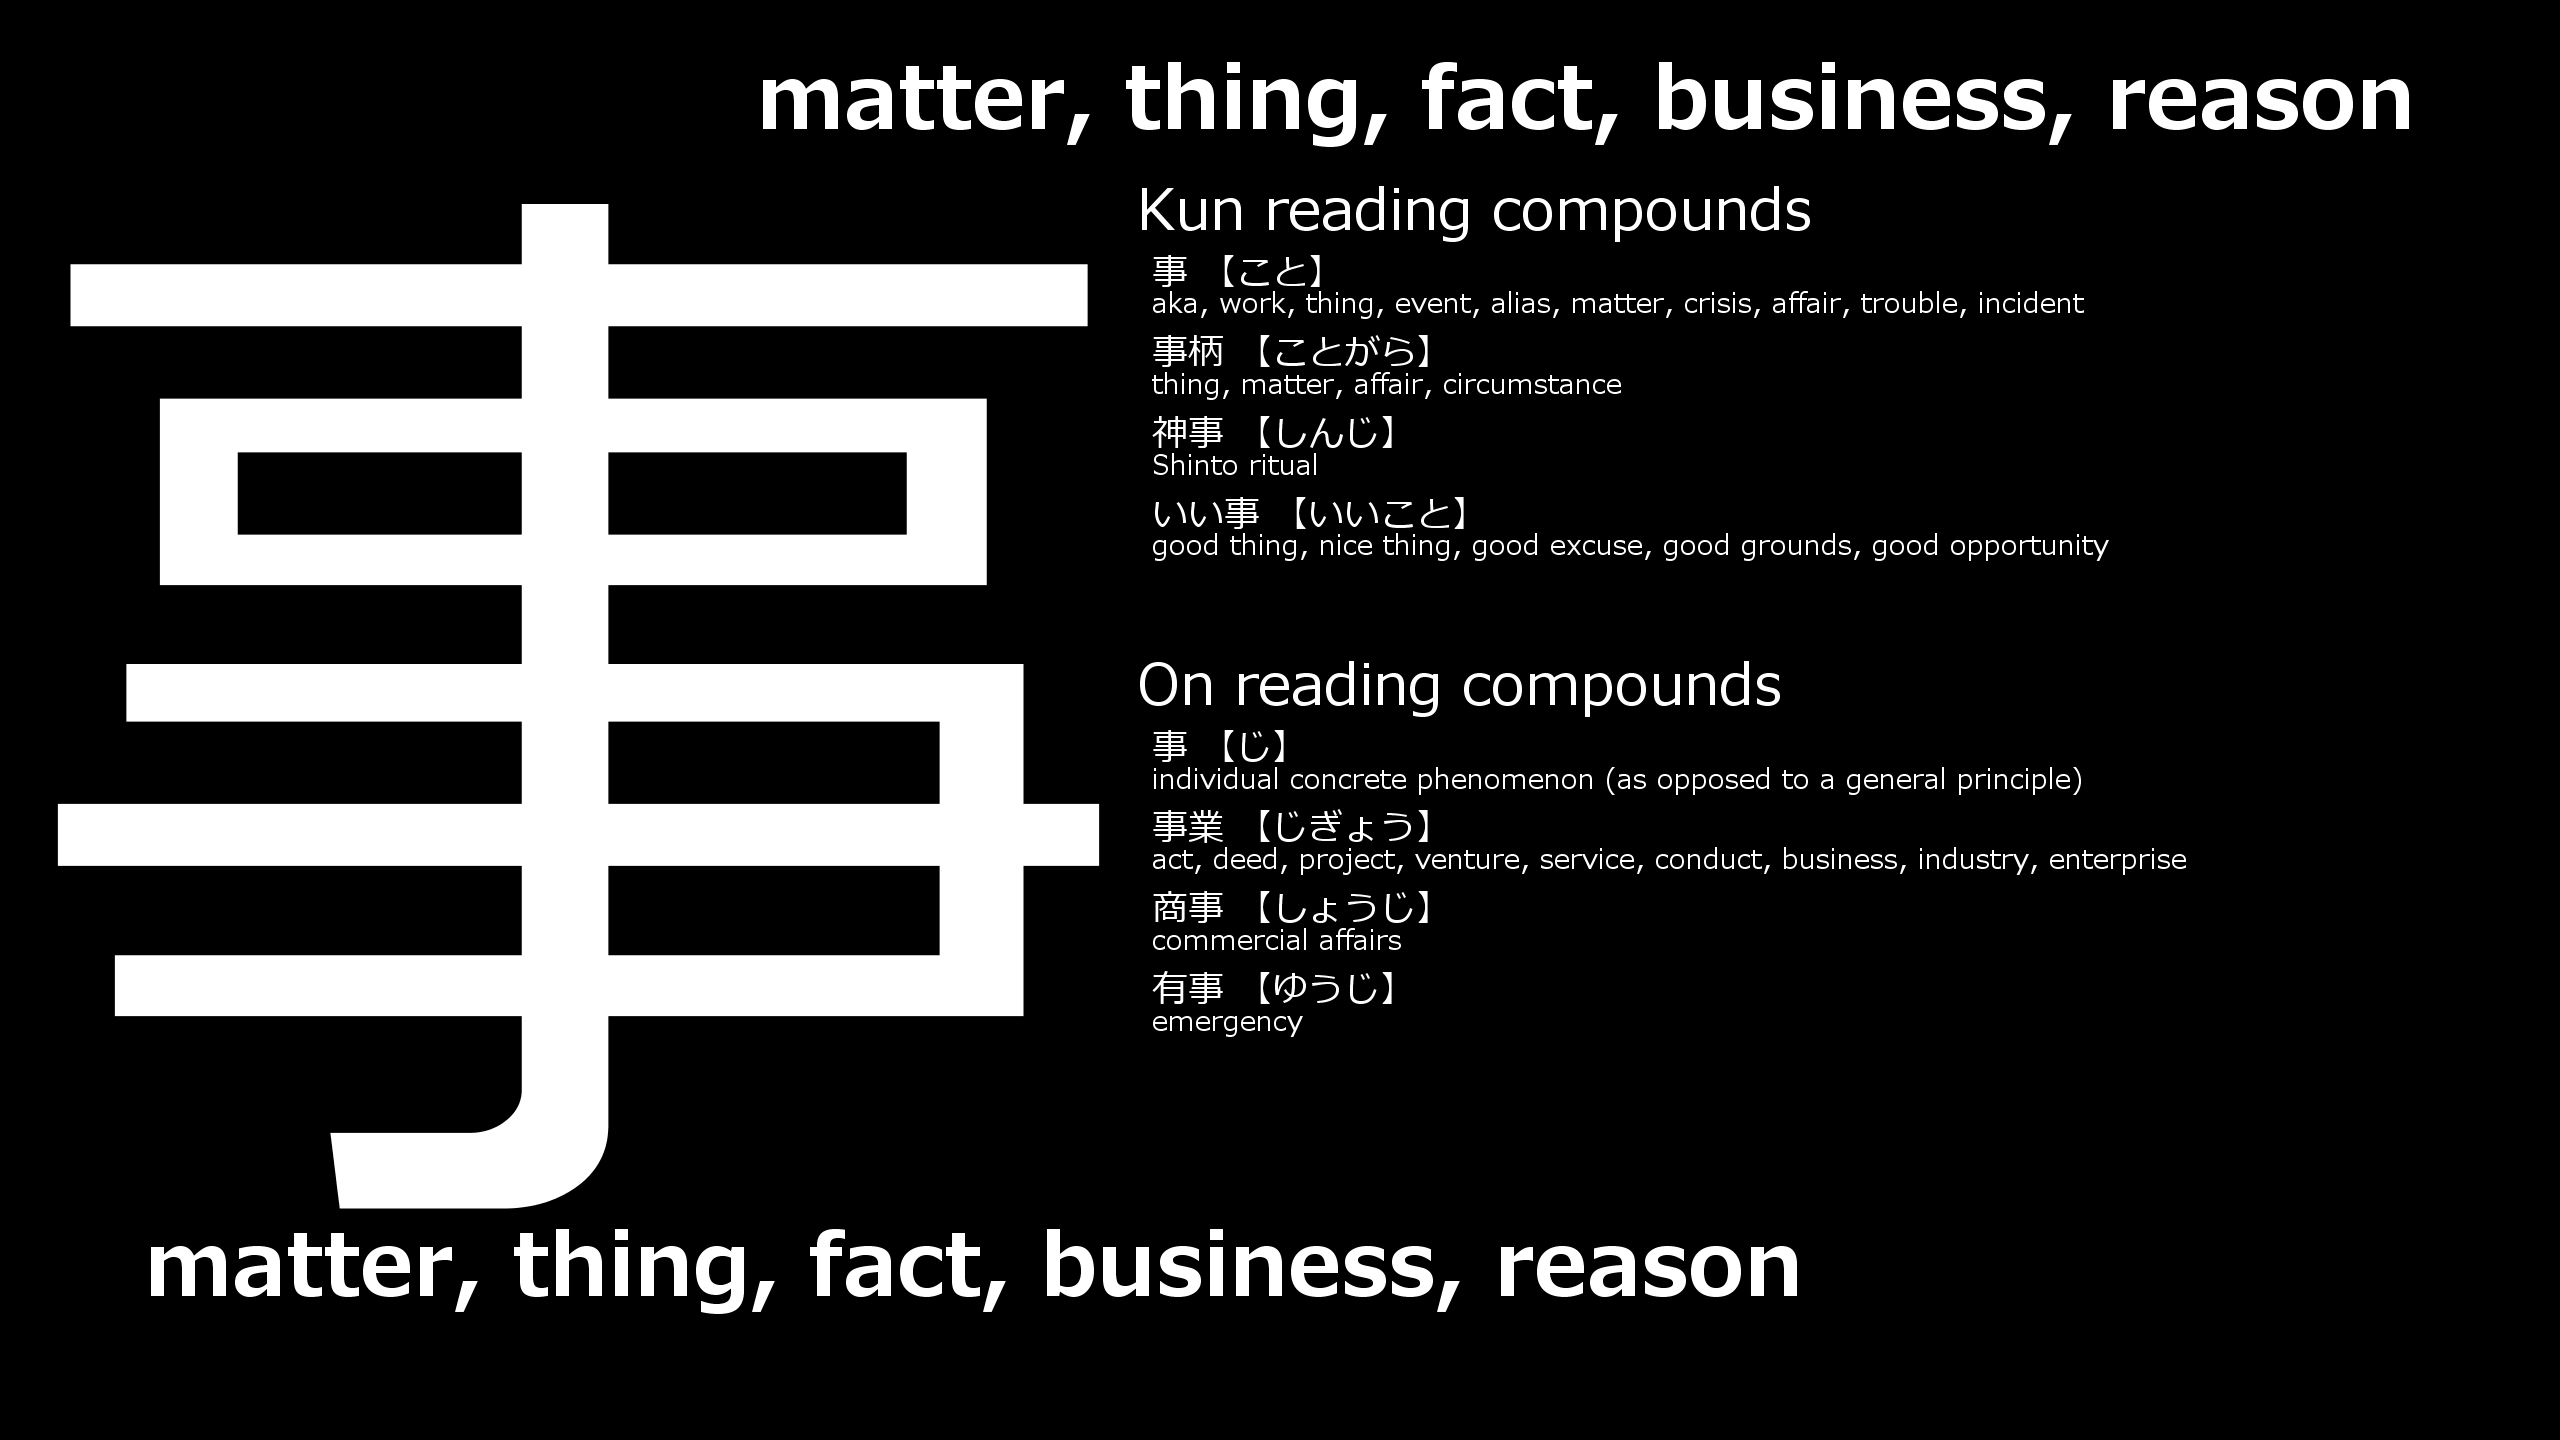 matter, thing, fact, business, reason
事
Kun reading compounds
事 【こと】
aka, work, thing, event, alias, matter, crisis, affair, trouble, incident
事柄 【ことがら】
thing, matter, affair, circumstance
神事 【しんじ】
Shinto ritual
いい事 【いいこと】
good thing, nice thing, good excuse, good grounds, good opportunity
On reading compounds
事 【じ】
individual concrete phenomenon (as opposed to a general principle)
事業 【じぎょう】
act, deed, project, venture, service, conduct, business, industry, enterprise
商事 【しょうじ】
commercial affairs
有事 【ゆうじ】
emergency
matter, thing, fact, business, reason